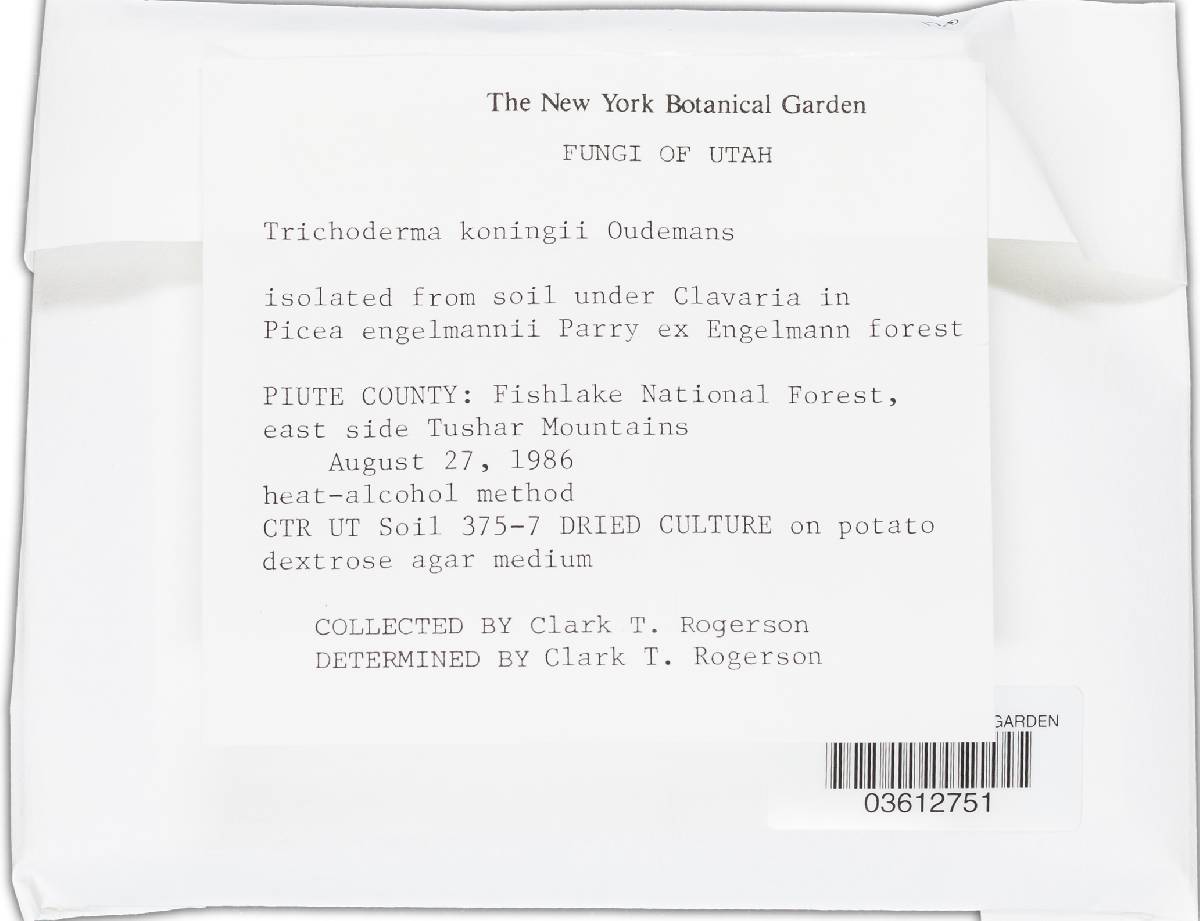 The New York Botanical Garden
FUNGI OF UTAH
Trichoderma koningii Oudemans
isolated from soil under Clavaria in
Picea engelmannii Parry ex Engelmann forest
PIUTE COUNTY: Fishlake National Forest,
east side Tushar Mountains
August 27, 1986
heat-alcohol method
CTR UT Soil 375-7 DRIED CULTURE on potato
dextrose agar medium
COLLECTED BY Clark T. Rogerson
DETERMINED BY Clark T. Rogerson
GARDEN
03612751